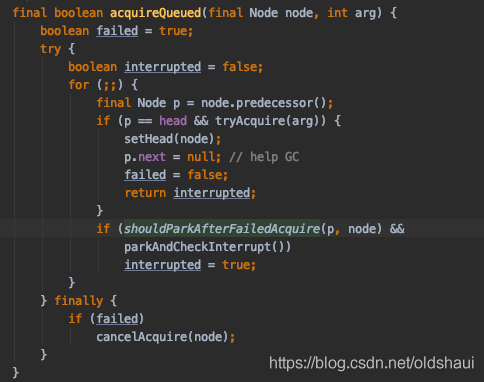 final boolean acquireQueued(final Node node, int arg) {
    boolean failed = true;
    try {
        boolean interrupted = false;
        for (;;) {
            final Node p = node.predecessor();
            if (p == head && tryAcquire(arg)) {
                setHead(node);
                p.next = null; // help GC
                failed = false;
                return interrupted;
            }
            if (shouldParkAfterFailedAcquire(p, node) &&
                parkAndCheckInterrupt())
                interrupted = true;
        }
    } finally {
        if (failed)
            cancelAcquire(node);
    }
}
https://blog.csdn.net/oldshaui